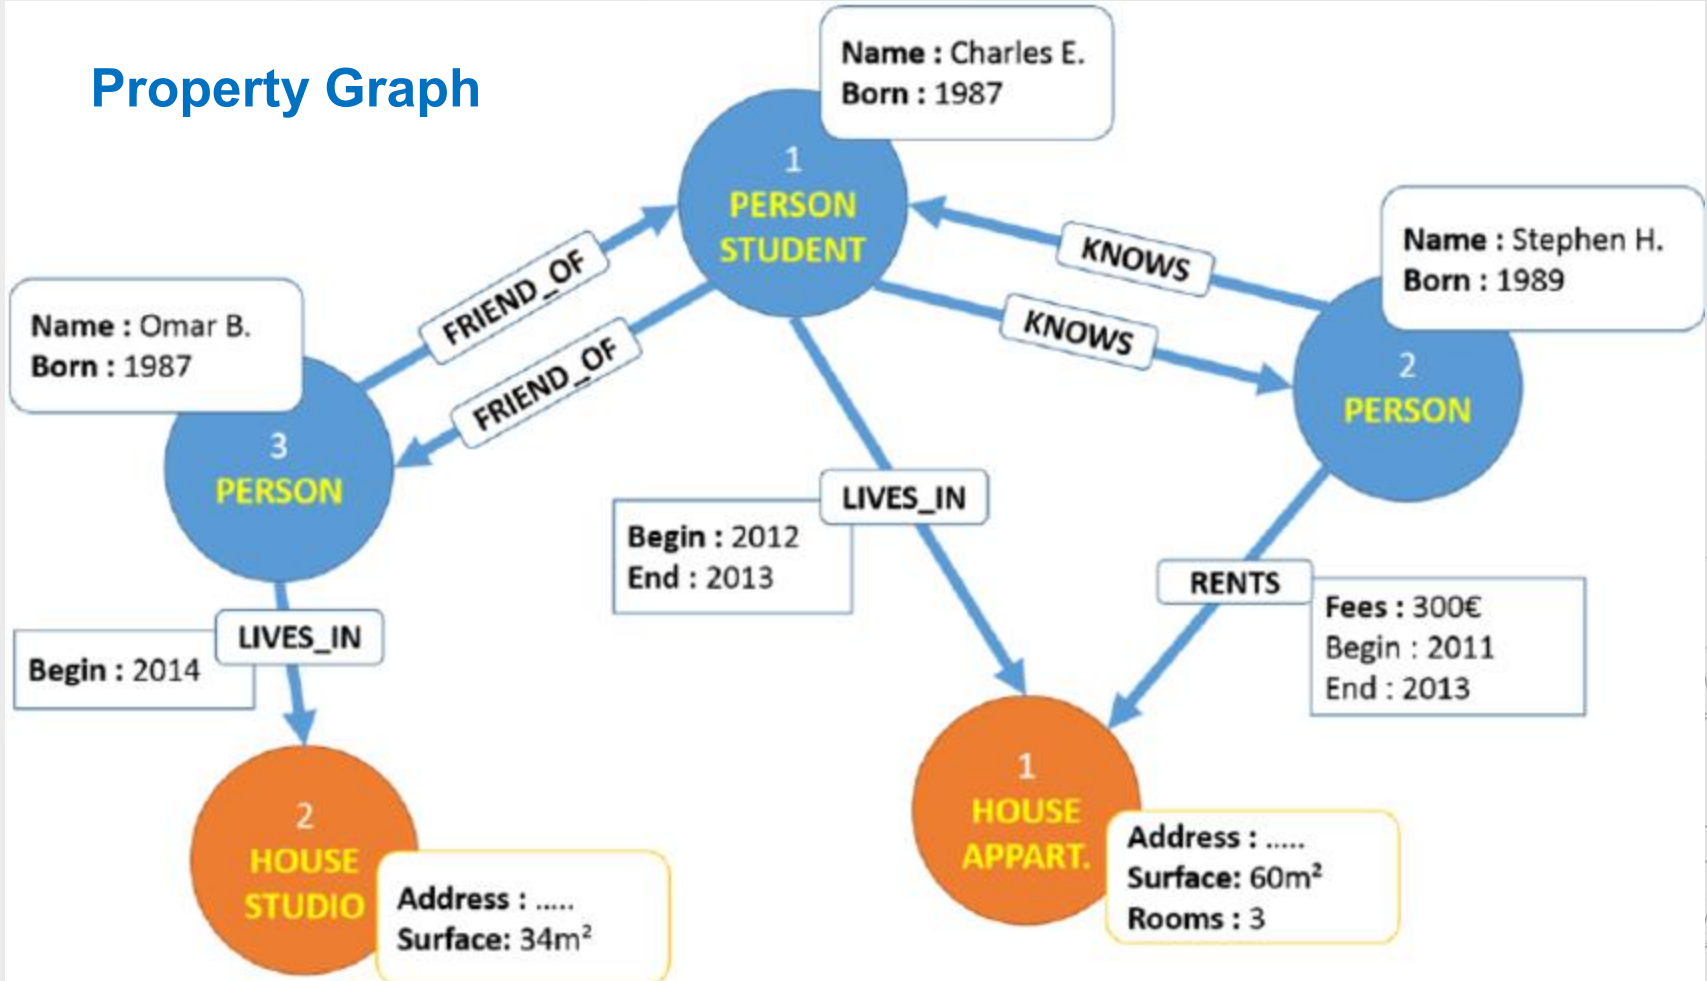 Property Graph
Name : Charles E.
Born : 1987
1
PERSON
STUDENT
Name : Stephen H.
Born : 1989
2
PERSON
KNOWS
KNOWS
FRIEND_OF
FRIEND_OF
Name : Omar B.
Born : 1987
3
PERSON
LIVES_IN
Begin : 2012
End : 2013
RENTS
Fees : 300€
Begin : 2011
End : 2013
LIVES_IN
Begin : 2014
2
HOUSE
STUDIO
Address : .....
Surface: 34m²
1
HOUSE
APPART.
Address : .....
Surface: 60m²
Rooms : 3